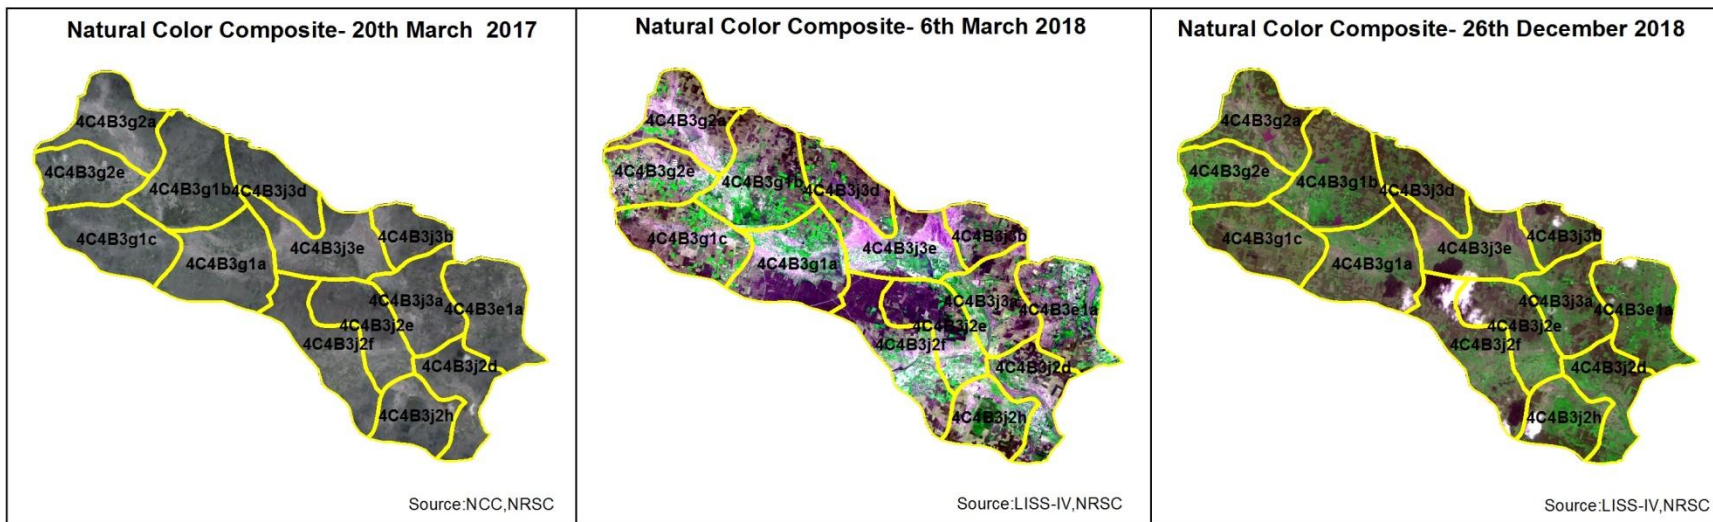 Natural Color Composite- 20th March 2017
4C4B3g2a
4C4B3g2e
4C4B3g1b
4C4B3j3d
4C4B3g1c
4C4B3g1a
4C4B3j3e
4C4B3j3b
4C4B3j3a
4C4B3e1a
4C4B3j2e
4C4B3j2f
4C4B3j2d
4C4B3j2h
Source:NCC,NRSC
Natural Color Composite- 6th March 2018
4C4B3g2a
4C4B3g2e
4C4B3g1b
4C4B3j3d
4C4B3g1c
4C4B3g1a
4C4B3j3e
4C4B3j3b
4C4B3j3a
4C4B3e1a
4C4B3j2e
4C4B3j2f
4C4B3j2d
4C4B3j2h
Source:LISS-IV,NRSC
Natural Color Composite- 26th December 2018
4C4B3g2a
4C4B3g2e
4C4B3g1b
4C4B3j3d
4C4B3g1c
4C4B3g1a
4C4B3j3e
4C4B3j3b
4C4B3j3a
4C4B3e1a
4C4B3j2e
4C4B3j2f
4C4B3j2d
4C4B3j2h
Source:LISS-IV,NRSC